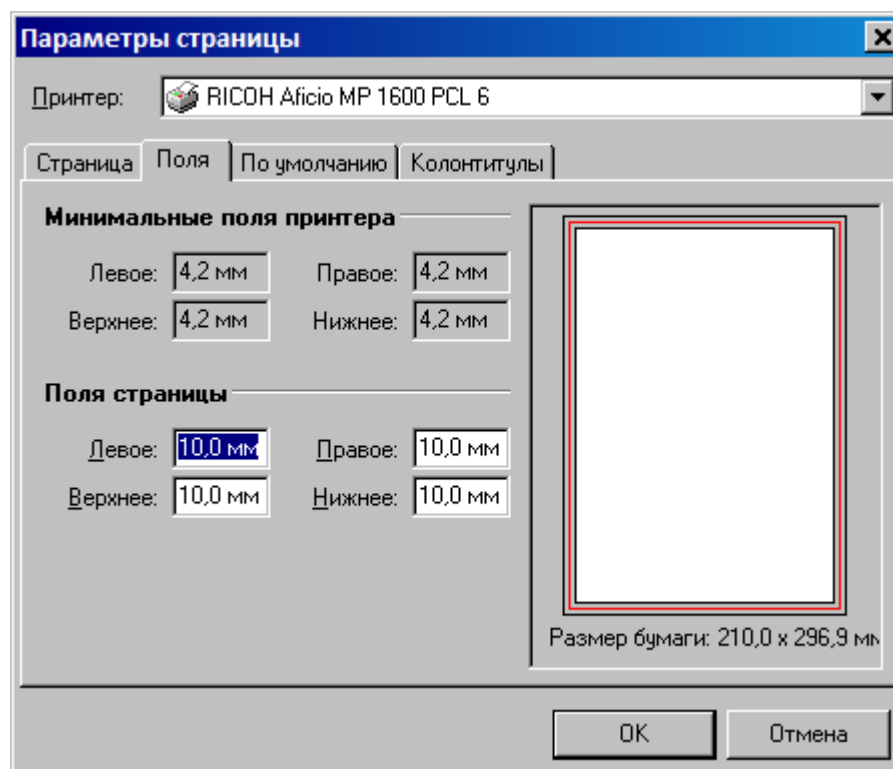 Параметры страницы
Принтер: RICOH Aficio MP 1600 PCL 6
Страница Поля По умолчанию Колонтитулы
Минимальные поля принтера
Левое: 4,2 мм Правое: 4,2 мм
Верхнее: 4,2 мм Нижнее: 4,2 мм
Поля страницы
Левое: 10,0 мм Правое: 10,0 мм
Верхнее: 10,0 мм Нижнее: 10,0 мм
Размер бумаги: 210,0 x 296,9 мм
OK Отмена